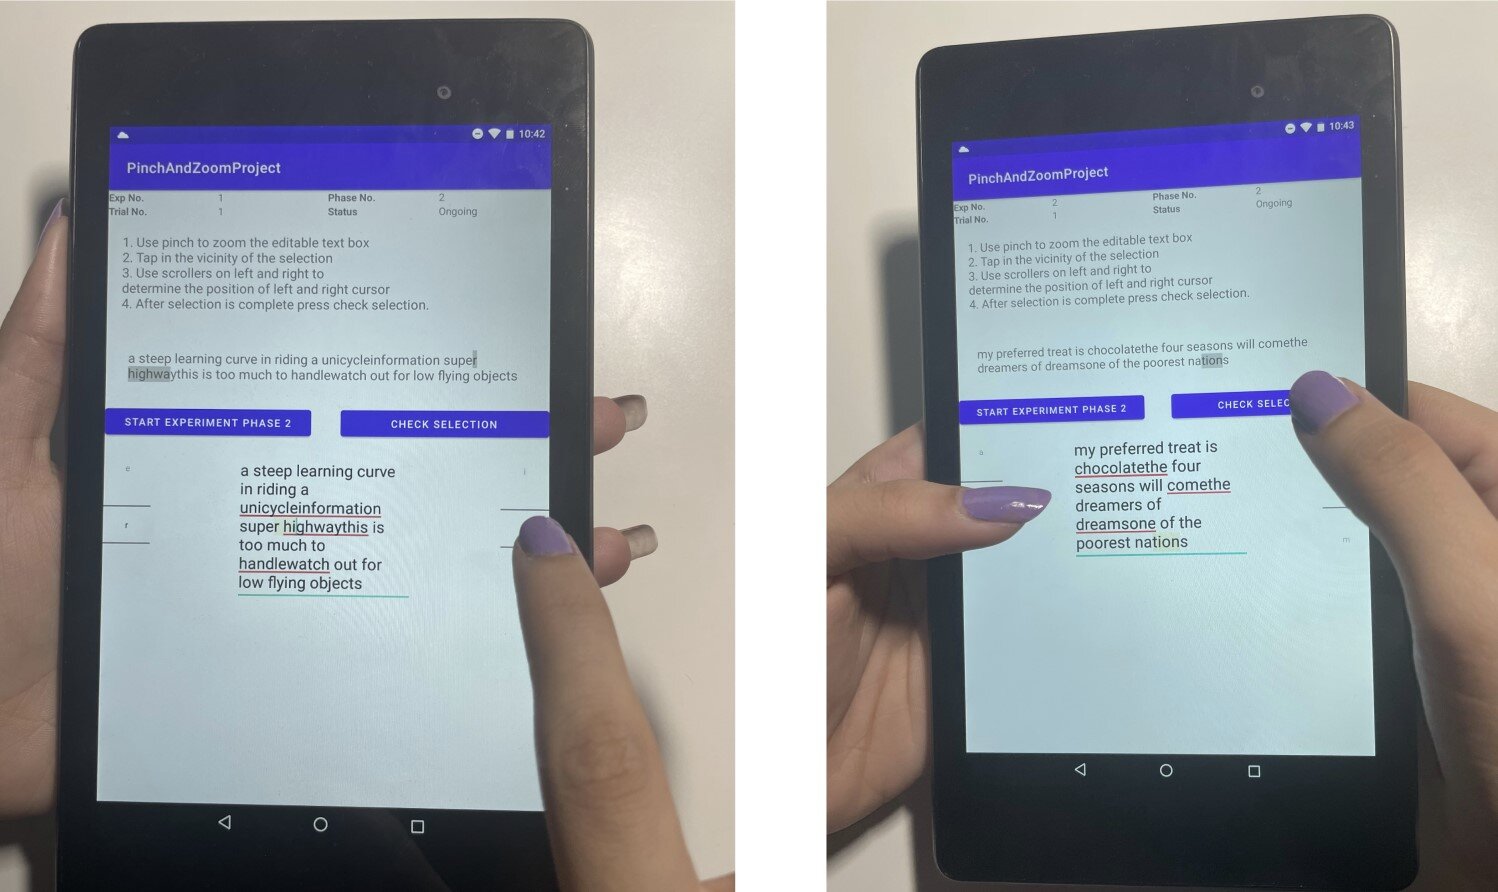 10:42
PinchAndZoomProject
Exp No. 1 Phase No. 2
Trial No. 1 Status Ongoing
1. Use pinch to zoom the editable text box
2. Tap in the vicinity of the selection
3. Use scrollers on left and right to
determine the position of left and right cursor
4. After selection is complete press check selection.
a steep learning curve in riding a unicycleinformation super
highwaythis is too much to handlewatch out for low flying objects
START EXPERIMENT PHASE 2 CHECK SELECTION
e
r
i
a steep learning curve
in riding a
unicycleinformation
super highwaythis is
too much to
handlewatch out for
low flying objects
10:43
PinchAndZoomProject
Exp No. 2 Phase No. 2
Trial No. 1 Status Ongoing
1. Use pinch to zoom the editable text box
2. Tap in the vicinity of the selection
3. Use scrollers on left and right to
determine the position of left and right cursor
4. After selection is complete press check selection.
my preferred treat is chocolatethe four seasons will comethe
dreamers of dreamsone of the poorest nations
START EXPERIMENT PHASE 2 CHECK SELEC
a
m
my preferred treat is
chocolatethe four
seasons will comethe
dreamers of
dreamsone of the
poorest nations